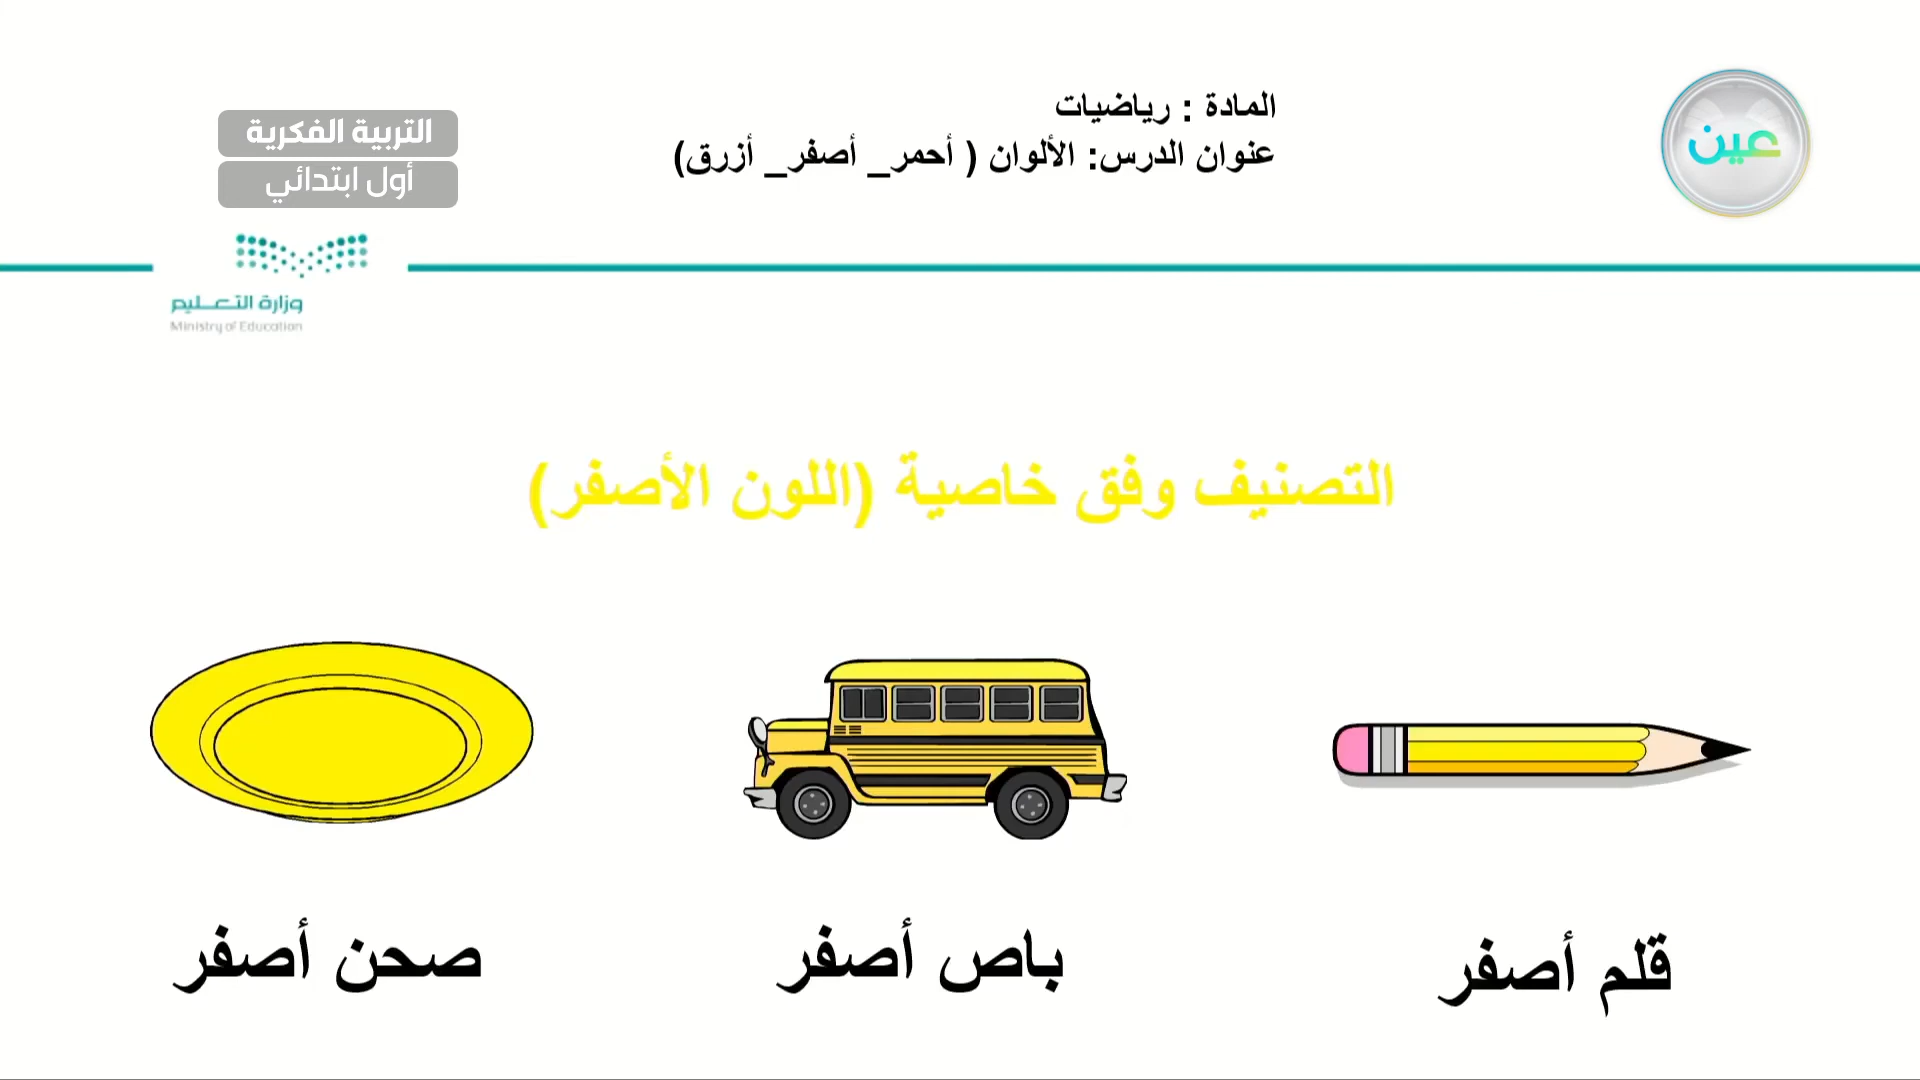 المادة : رياضيات
عنوان الدرس: الألوان ( أحمر_ أصفر_ أزرق)
عين
التربية الفكرية
أول ابتدائي
وزارة التعليم
Ministry of Education
التصنيف وفق خاصية (اللون الأصفر)
قلم أصفر
باص أصفر
صحن أصفر